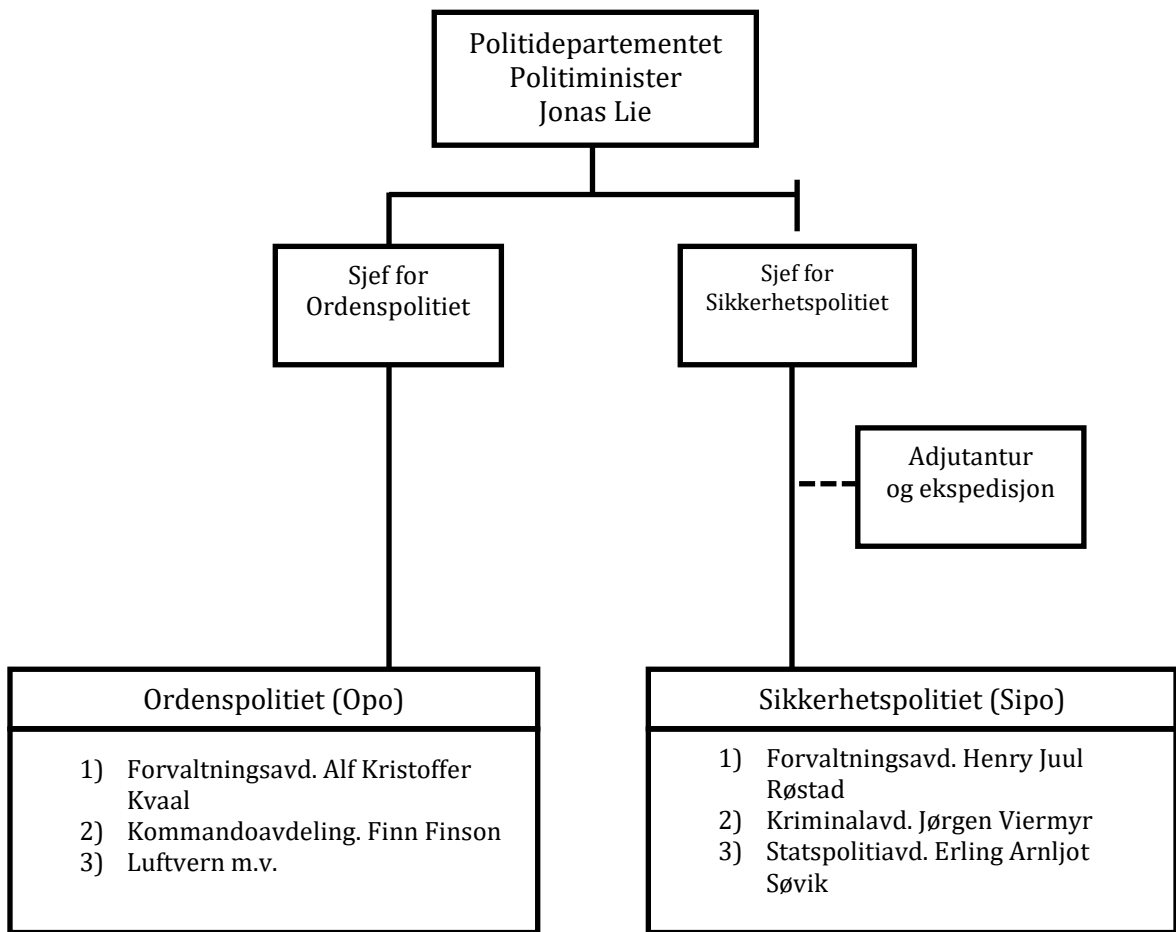 Politidepartementet
Politiminister
Jonas Lie
Sjef for
Ordenspolitiet
Sjef for
Sikkerhetspolitiet
Adjutantur
og ekspedisjon
Ordenspolitiet (Opo)
1) Forvaltningsavd. Alf Kristoffer
Kvaal
2) Kommandoavdeling. Finn Finson
3) Luftvern m.v.
Sikkerhetspolitiet (Sipo)
1) Forvaltningsavd. Henry Juul
Røstad
2) Kriminalavd. Jørgen Viermyr
3) Statspolitiavd. Erling Arnljot
Søvik